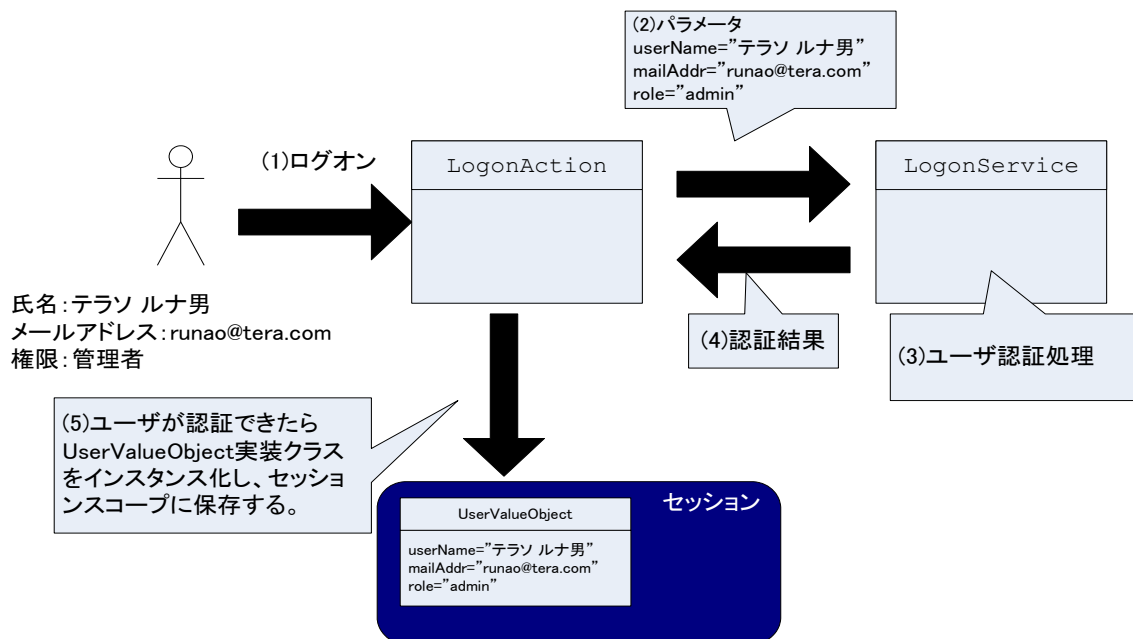 (2)パラメータ
userName=”テラソ ルナ男”
mailAddr=”runao@tera.com”
role=”admin”
(1)ログオン
LogonAction
LogonService
氏名：テラソ ルナ男
メールアドレス：runao@tera.com
権限：管理者
(4)認証結果
(3)ユーザ認証処理
(5)ユーザが認証できたら
UserValueObject実装クラス
をインスタンス化し、セッショ
ンスコープに保存する。
セッション
UserValueObject
userName=”テラソ ルナ男”
mailAddr=”runao@tera.com”
role=”admin”